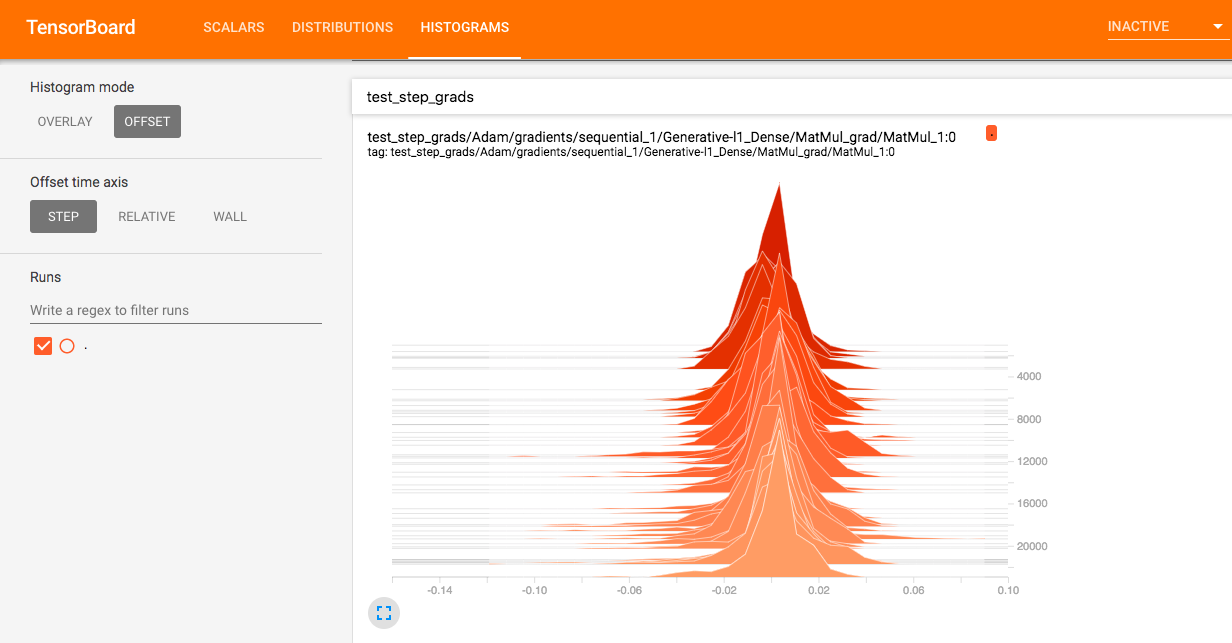 TensorBoard SCALARS DISTRIBUTIONS HISTOGRAMS INACTIVE
Histogram mode
OVERLAY OFFSET
Offset time axis
STEP RELATIVE WALL
Runs
Write a regex to filter runs
.
test_step_grads
test_step_grads/Adam/gradients/sequential_1/Generative-l1_Dense/MatMul_grad/MatMul_1:0 .
tag: test_step_grads/Adam/gradients/sequential_1/Generative-l1_Dense/MatMul_grad/MatMul_1:0
4000
8000
12000
16000
20000
-0.14 -0.10 -0.06 -0.02 0.02 0.06 0.10